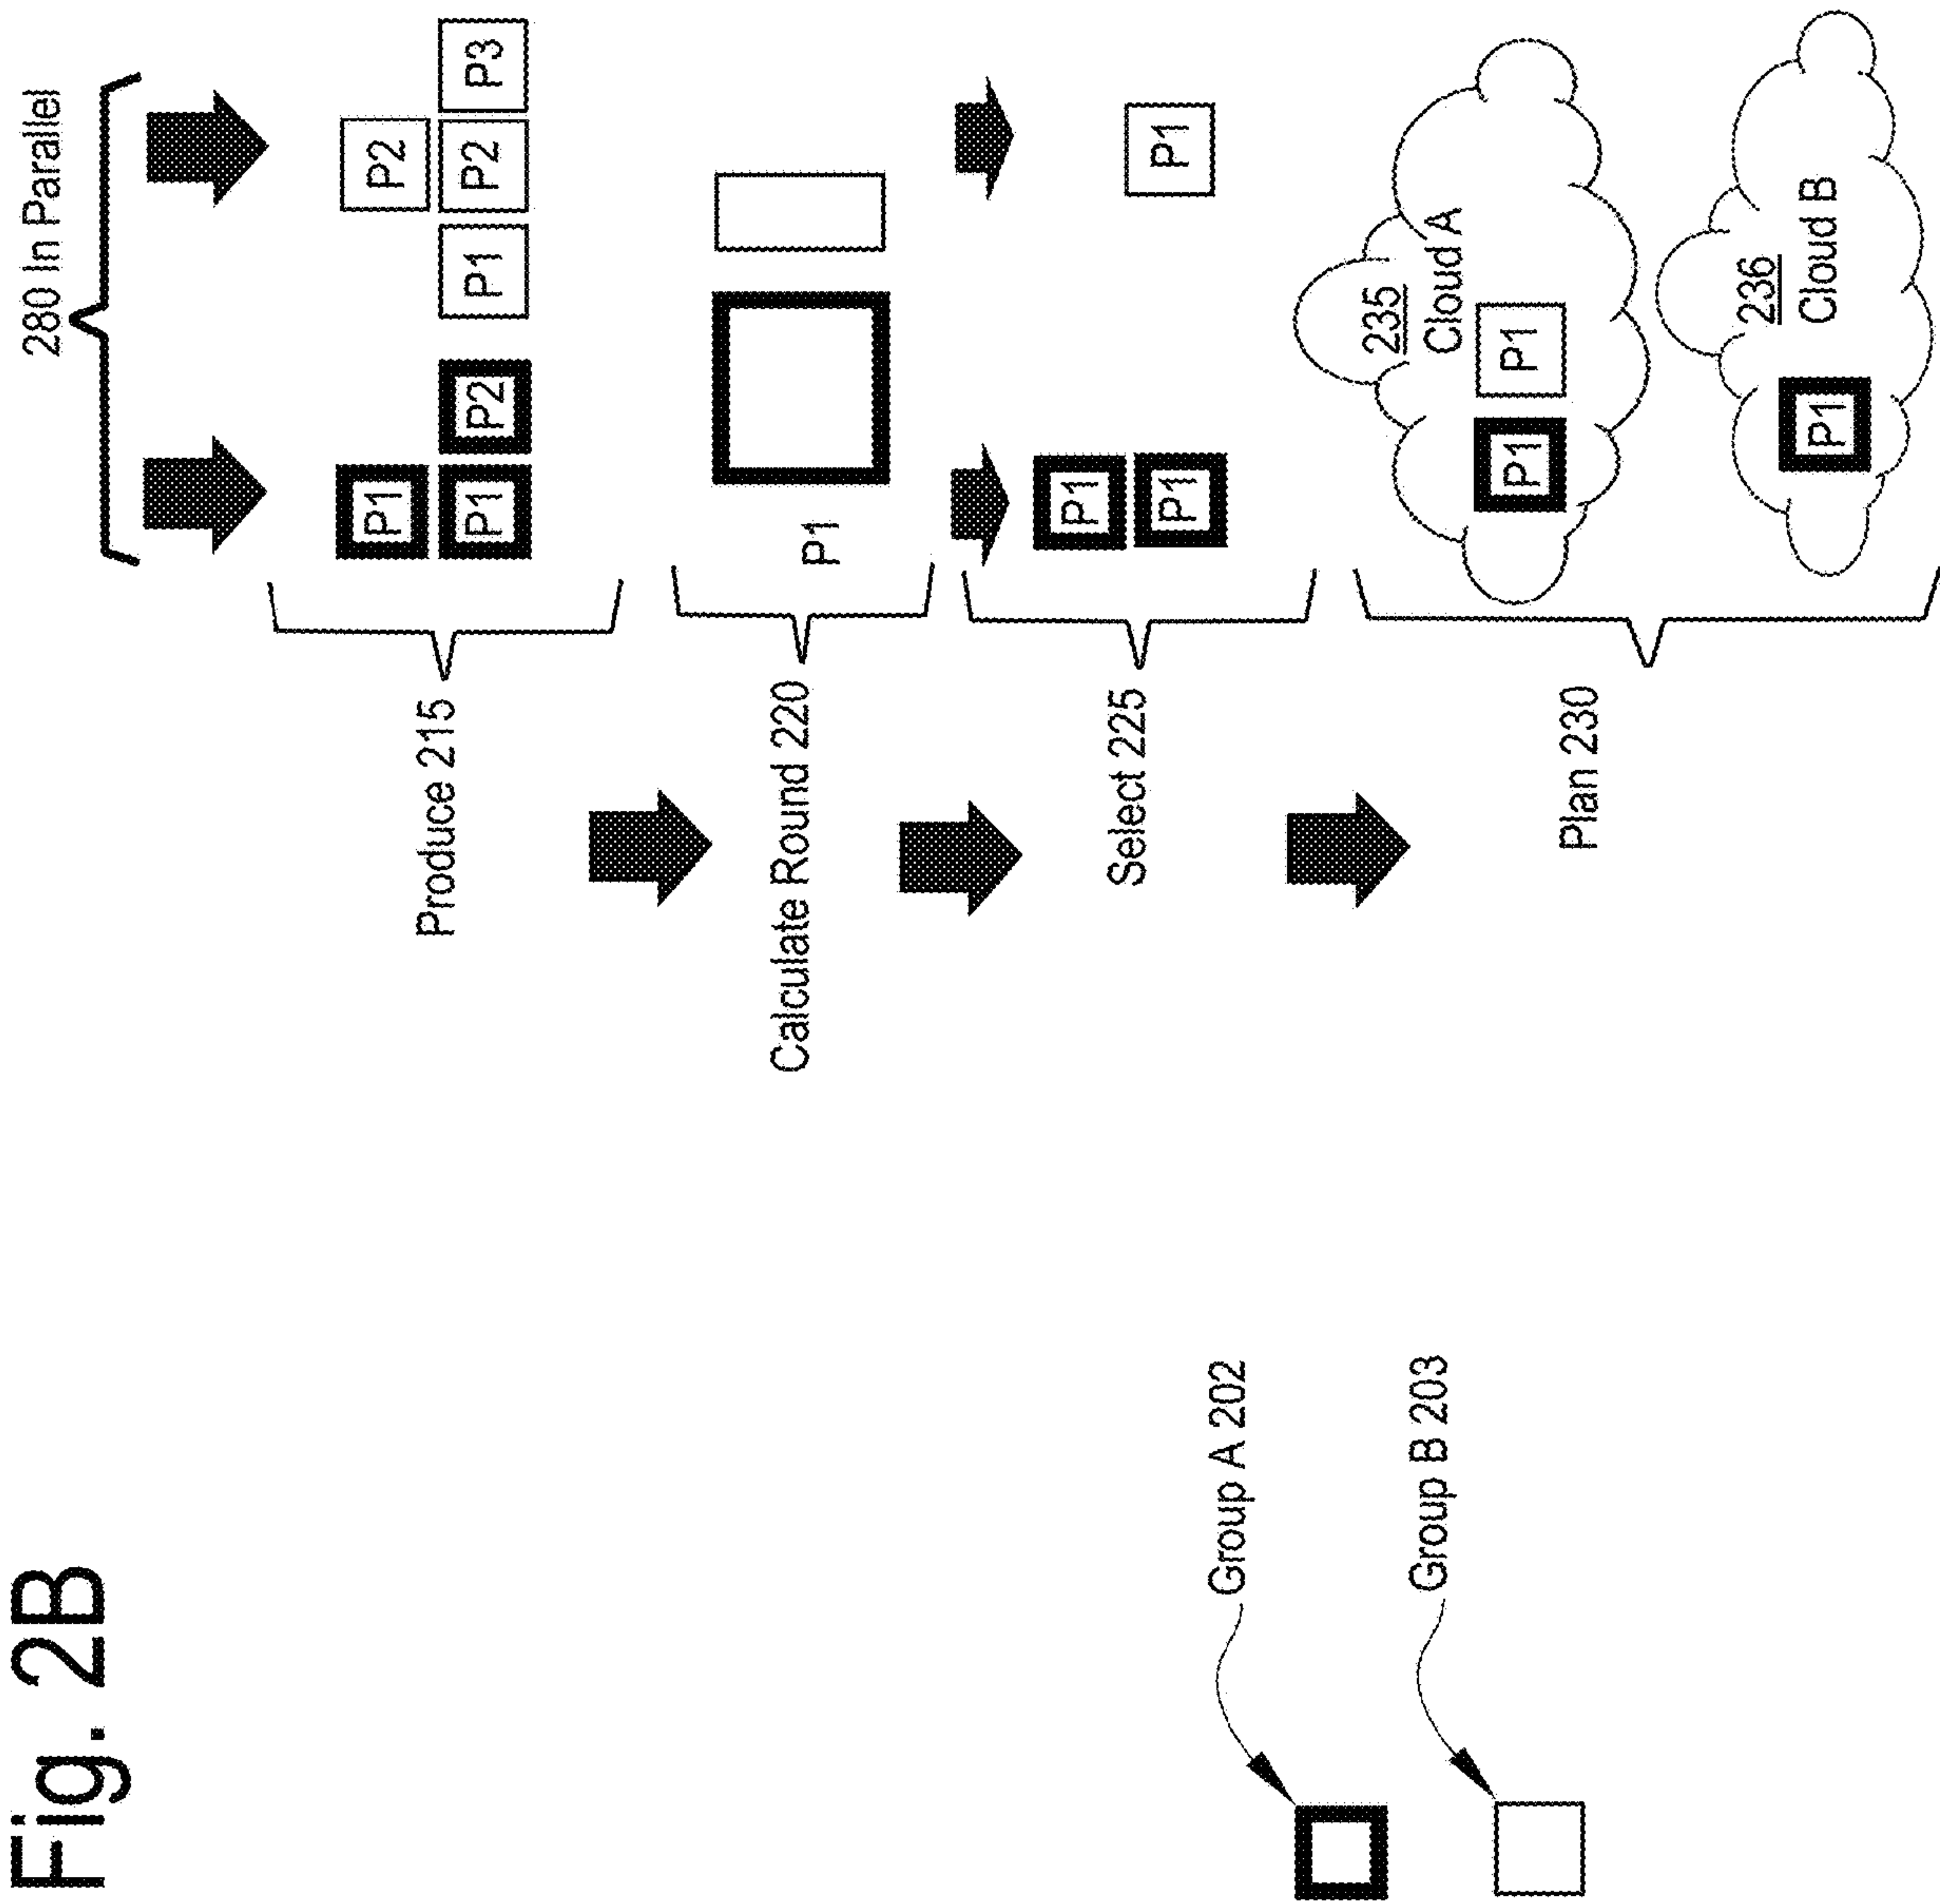 Fig. 2B
280 In Parallel
Produce 215
P1
P2
P2
P3
P1
P2
P1
Calculate Round 220
P1
Select 225
P1
P1
P1
Plan 230
235
Cloud A
P1
P1
236
Cloud B
P1
Group A 202
Group B 203